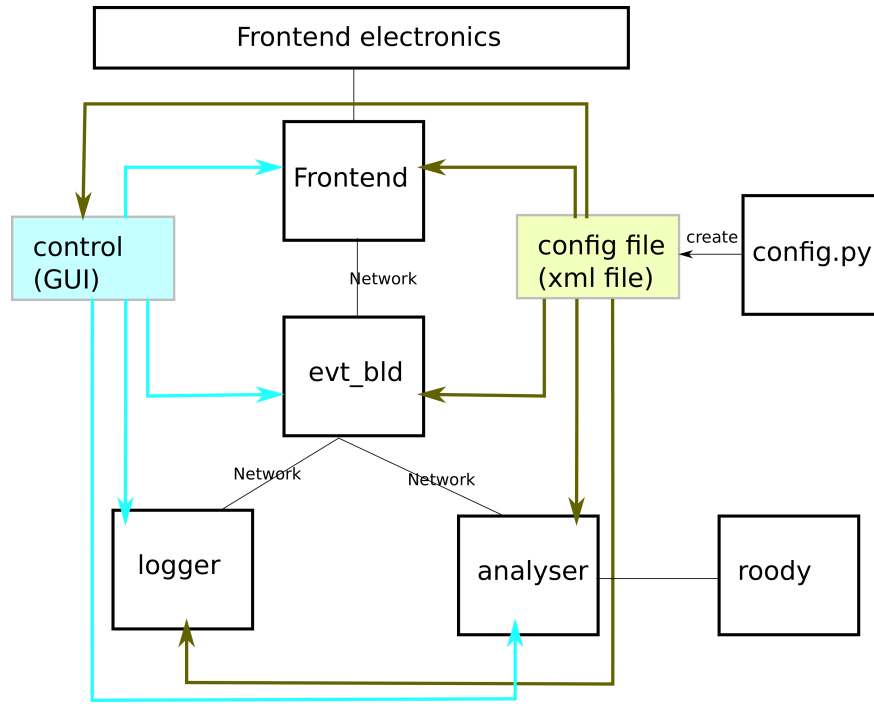 Frontend electronics
Frontend
control
(GUI)
config file
(xml file)
create
config.py
Network
evt_bld
Network
Network
logger
analyser
roody